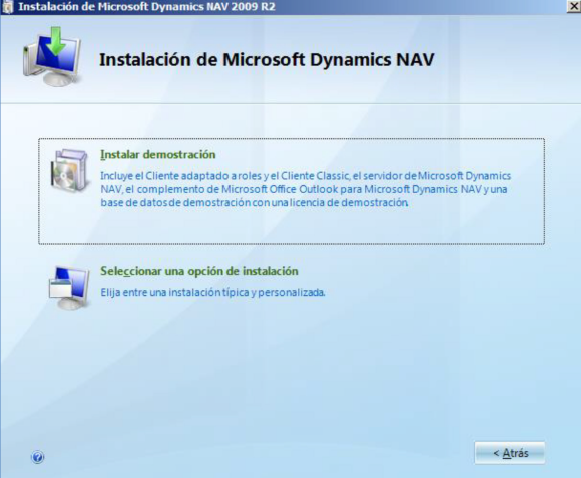 Instalación de Microsoft Dynamics NAV 2009 R2
Instalación de Microsoft Dynamics NAV
Instalar demostración
Incluye el Cliente adaptado a roles y el Cliente Classic, el servidor de Microsoft Dynamics
NAV, el complemento de Microsoft Office Outlook para Microsoft Dynamics NAV y una
base de datos de demostración con una licencia de demostración.
Seleccionar una opción de instalación
Elija entre una instalación típica y personalizada.
< Atrás